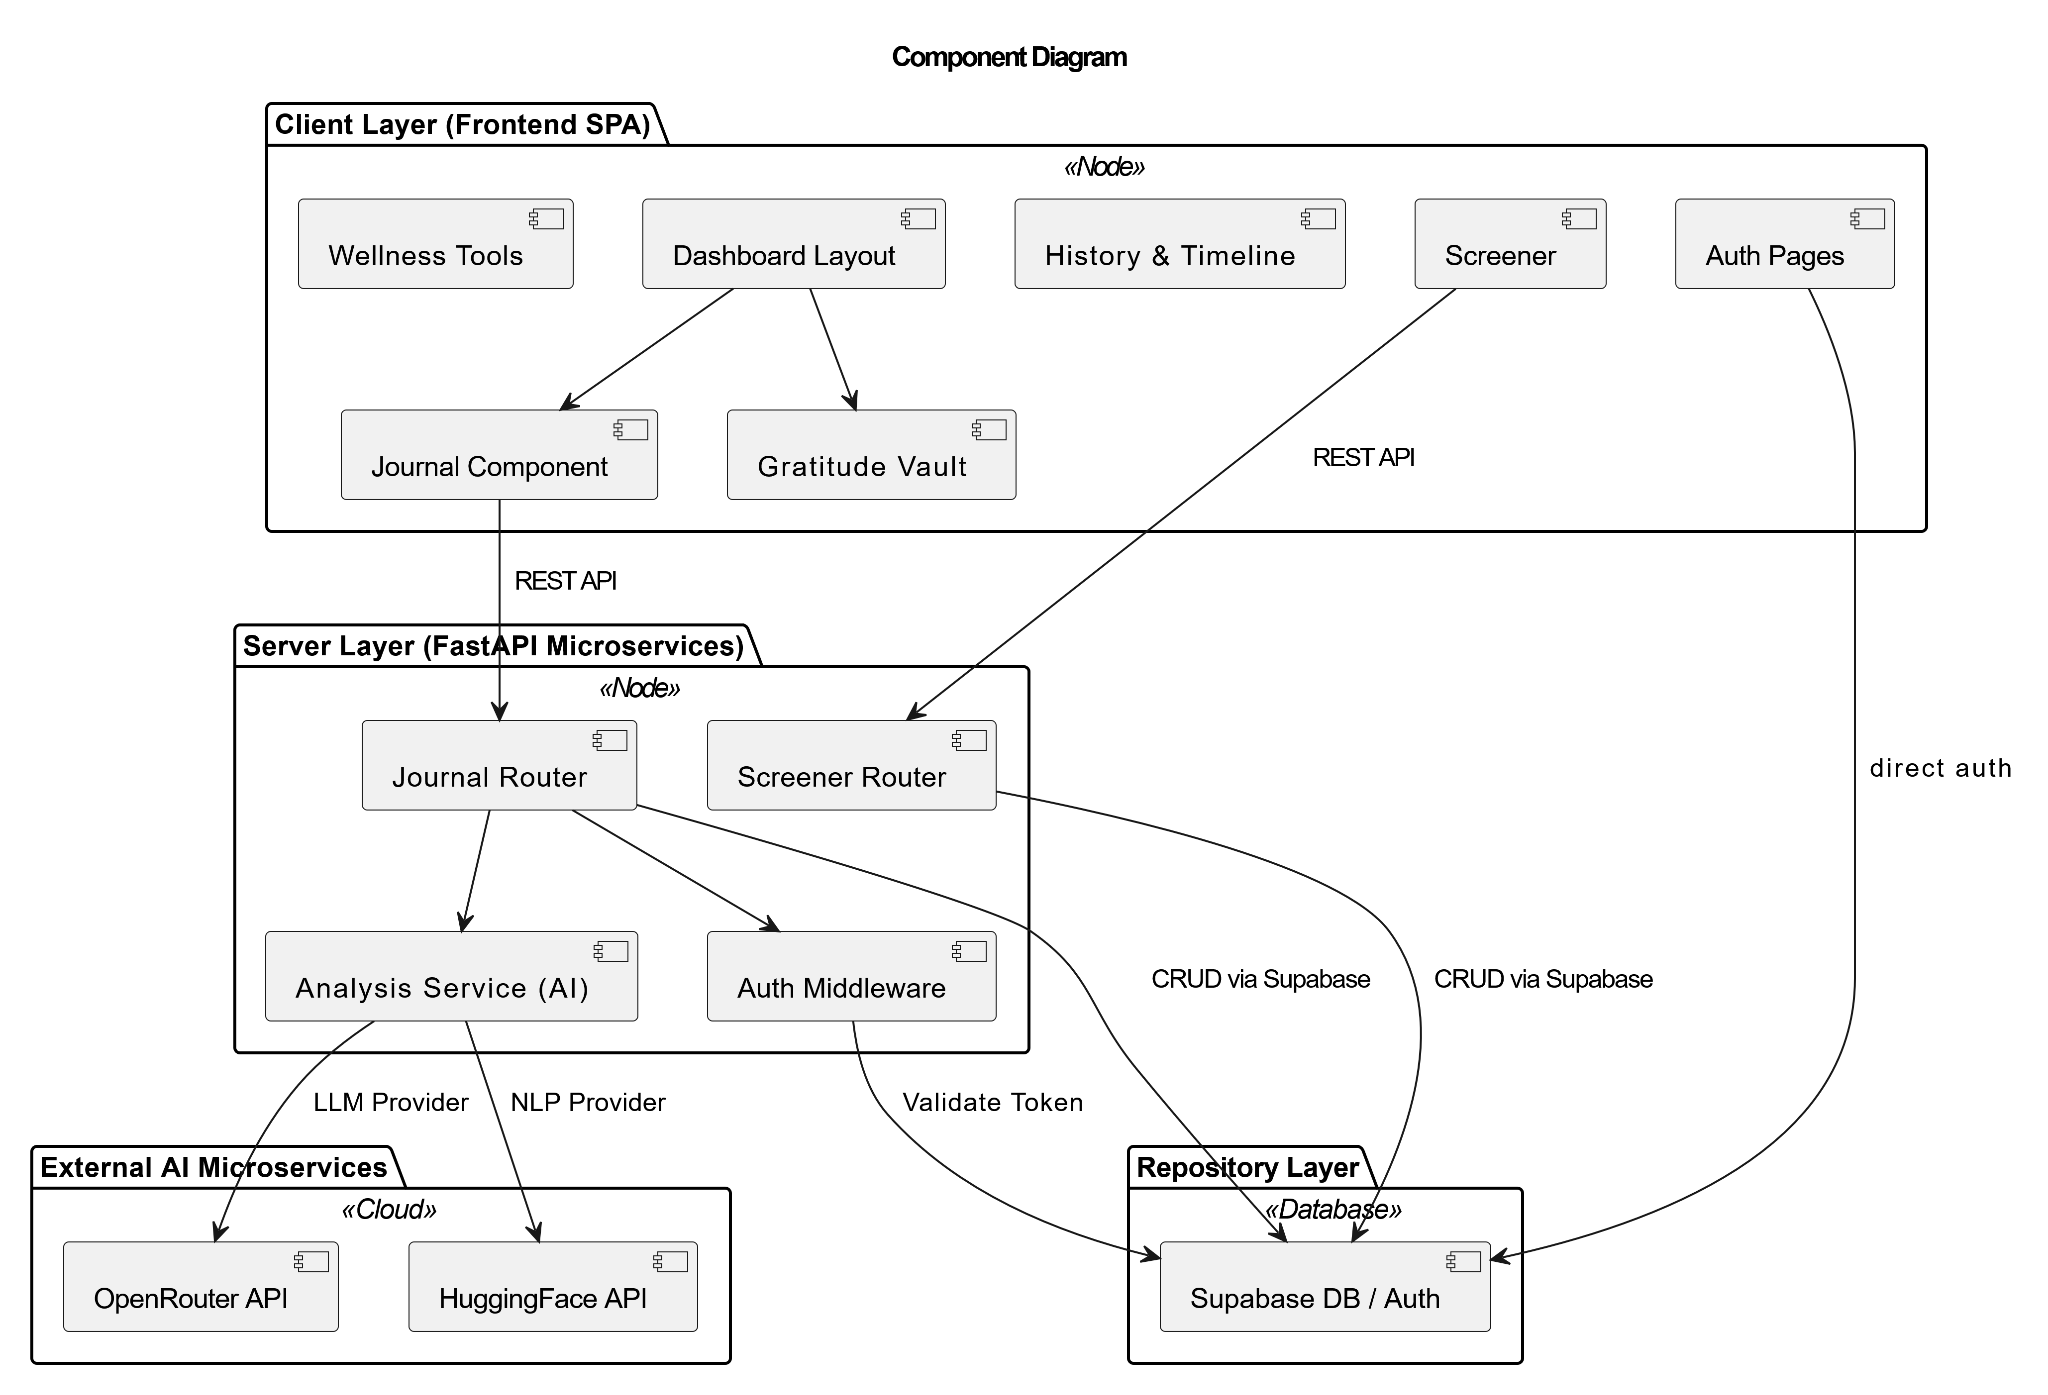 Component Diagram
Client Layer (Frontend SPA)
«Node»
Wellness Tools
Dashboard Layout
History & Timeline
Screener
Auth Pages
Journal Component
Gratitude Vault
REST API
REST API
Server Layer (FastAPI Microservices)
«Node»
Journal Router
Screener Router
direct auth
Analysis Service (AI)
Auth Middleware
CRUD via Supabase
CRUD via Supabase
LLM Provider
NLP Provider
Validate Token
External AI Microservices
«Cloud»
OpenRouter API
HuggingFace API
Repository Layer
«Database»
Supabase DB / Auth